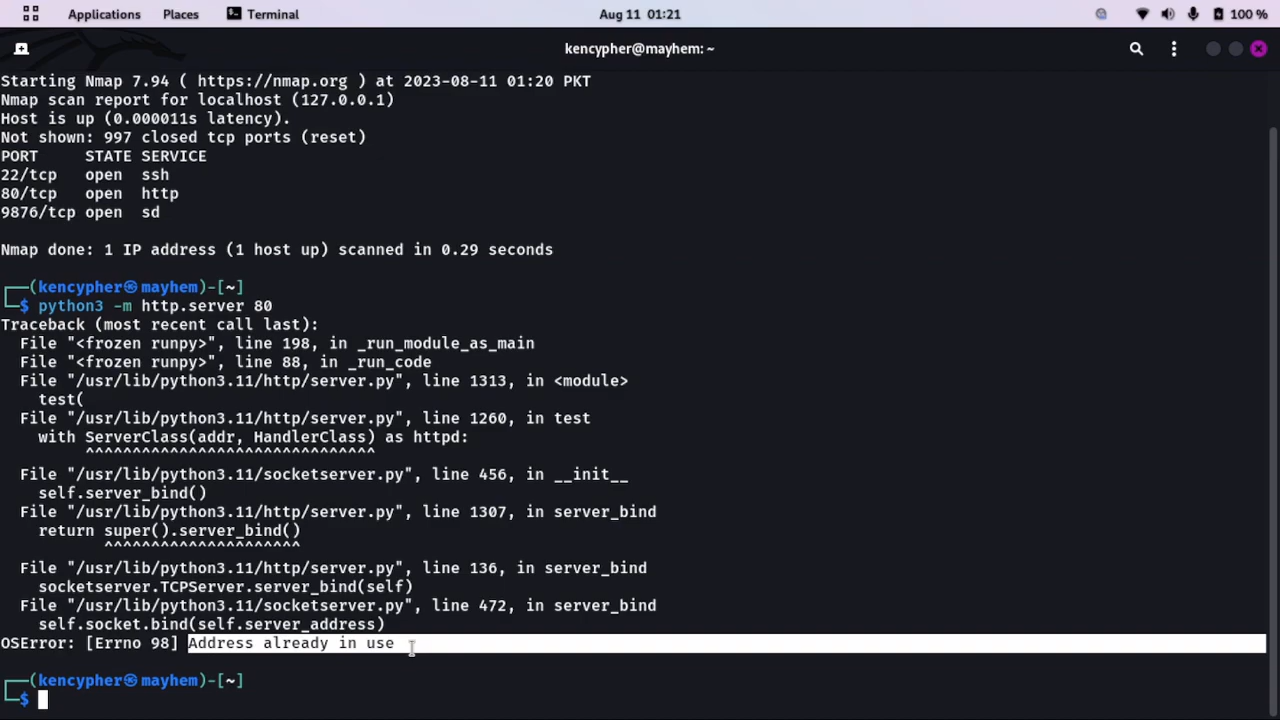 Applications Places Terminal Aug 11 01:21 100 %
kencypher@mayhem: ~
Starting Nmap 7.94 ( https://nmap.org ) at 2023-08-11 01:20 PKT
Nmap scan report for localhost (127.0.0.1)
Host is up (0.000011s latency).
Not shown: 997 closed tcp ports (reset)
PORT     STATE SERVICE
22/tcp   open  ssh
80/tcp   open  http
9876/tcp open  sd
Nmap done: 1 IP address (1 host up) scanned in 0.29 seconds
┌──(kencypher㉿mayhem)-[~]
└─$ python3 -m http.server 80
Traceback (most recent call last):
  File "<frozen runpy>", line 198, in _run_module_as_main
  File "<frozen runpy>", line 88, in _run_code
  File "/usr/lib/python3.11/http/server.py", line 1313, in <module>
    test(
  File "/usr/lib/python3.11/http/server.py", line 1260, in test
    with ServerClass(addr, HandlerClass) as httpd:
         ^^^^^^^^^^^^^^^^^^^^^^^^^^^^^^^
  File "/usr/lib/python3.11/socketserver.py", line 456, in __init__
    self.server_bind()
  File "/usr/lib/python3.11/http/server.py", line 1307, in server_bind
    return super().server_bind()
           ^^^^^^^^^^^^^^^^^^^^^
  File "/usr/lib/python3.11/http/server.py", line 136, in server_bind
    socketserver.TCPServer.server_bind(self)
  File "/usr/lib/python3.11/socketserver.py", line 472, in server_bind
    self.socket.bind(self.server_address)
OSError: [Errno 98] Address already in use
┌──(kencypher㉿mayhem)-[~]
└─$